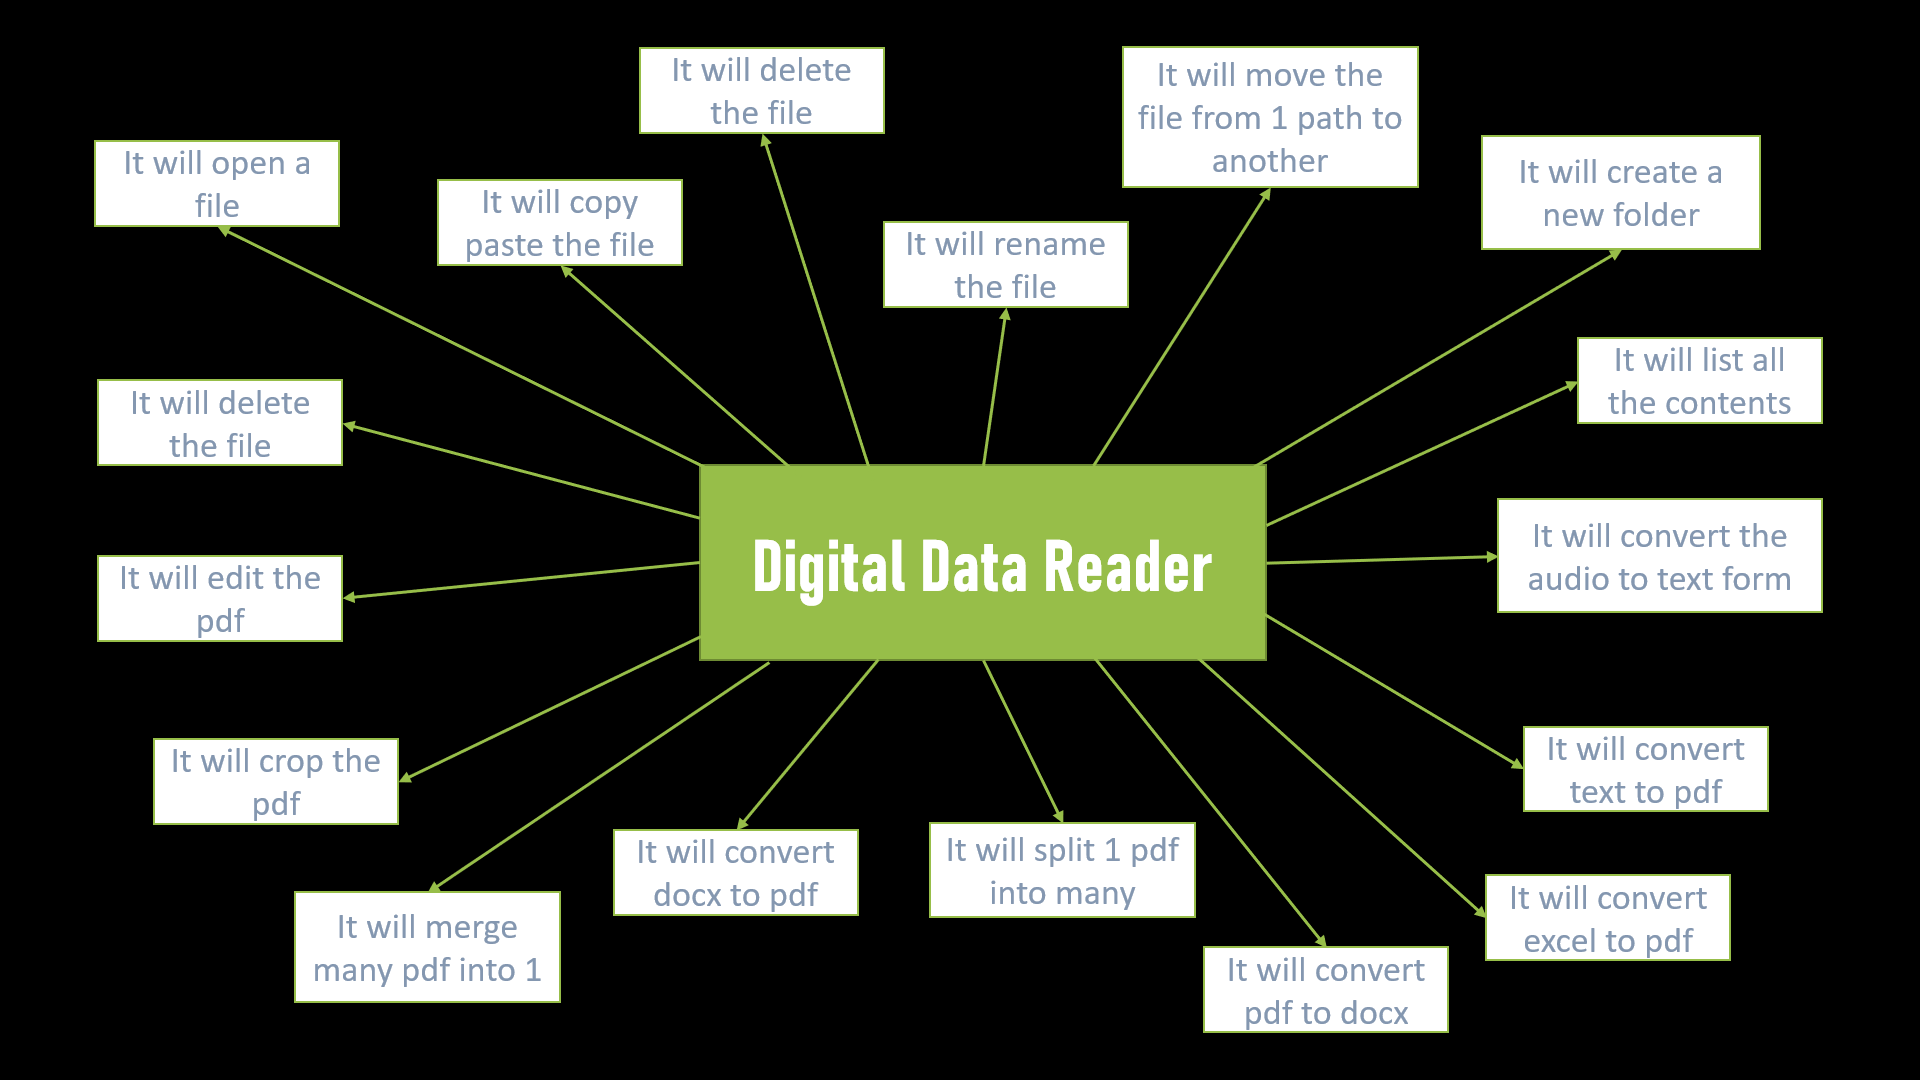 It will delete
the file
It will move the
file from 1 path to
another
It will open a
file
It will copy
paste the file
It will create a
new folder
It will rename
the file
It will list all
the contents
It will delete
the file
It will convert the
audio to text form
Digital Data Reader
It will edit the
pdf
It will crop the
pdf
It will convert
text to pdf
It will merge
many pdf into 1
It will convert
docx to pdf
It will split 1 pdf
into many
It will convert
excel to pdf
It will convert
pdf to docx